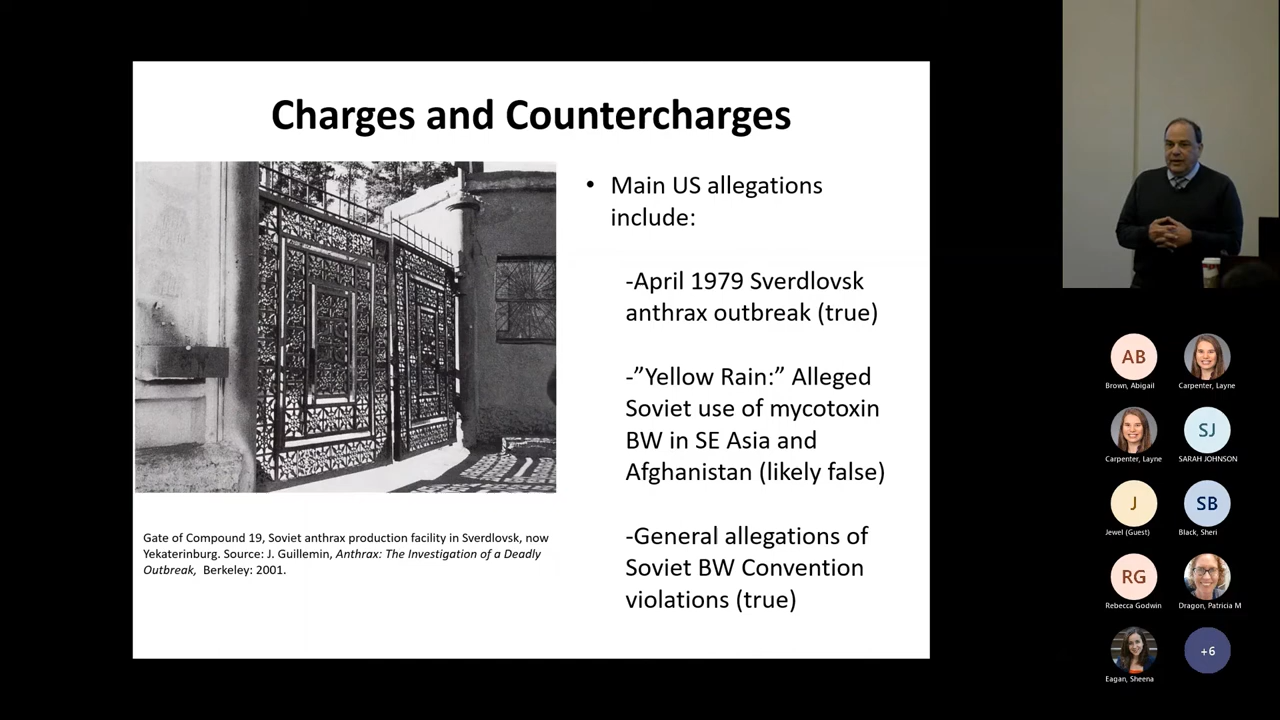 Charges and Countercharges
• Main US allegations
include:
-April 1979 Sverdlovsk
anthrax outbreak (true)
-”Yellow Rain:” Alleged
Soviet use of mycotoxin
BW in SE Asia and
Afghanistan (likely false)
-General allegations of
Soviet BW Convention
violations (true)
Gate of Compound 19, Soviet anthrax production facility in Sverdlovsk, now
Yekaterinburg. Source: J. Guillemin, Anthrax: The Investigation of a Deadly
Outbreak, Berkeley: 2001.
AB
Brown, Abigail
Carpenter, Layne
Carpenter, Layne
SJ
SARAH JOHNSON
J
Jewel (Guest)
SB
Black, Sheri
RG
Rebecca Godwin
Dragon, Patricia M
Eagan, Sheena
+6